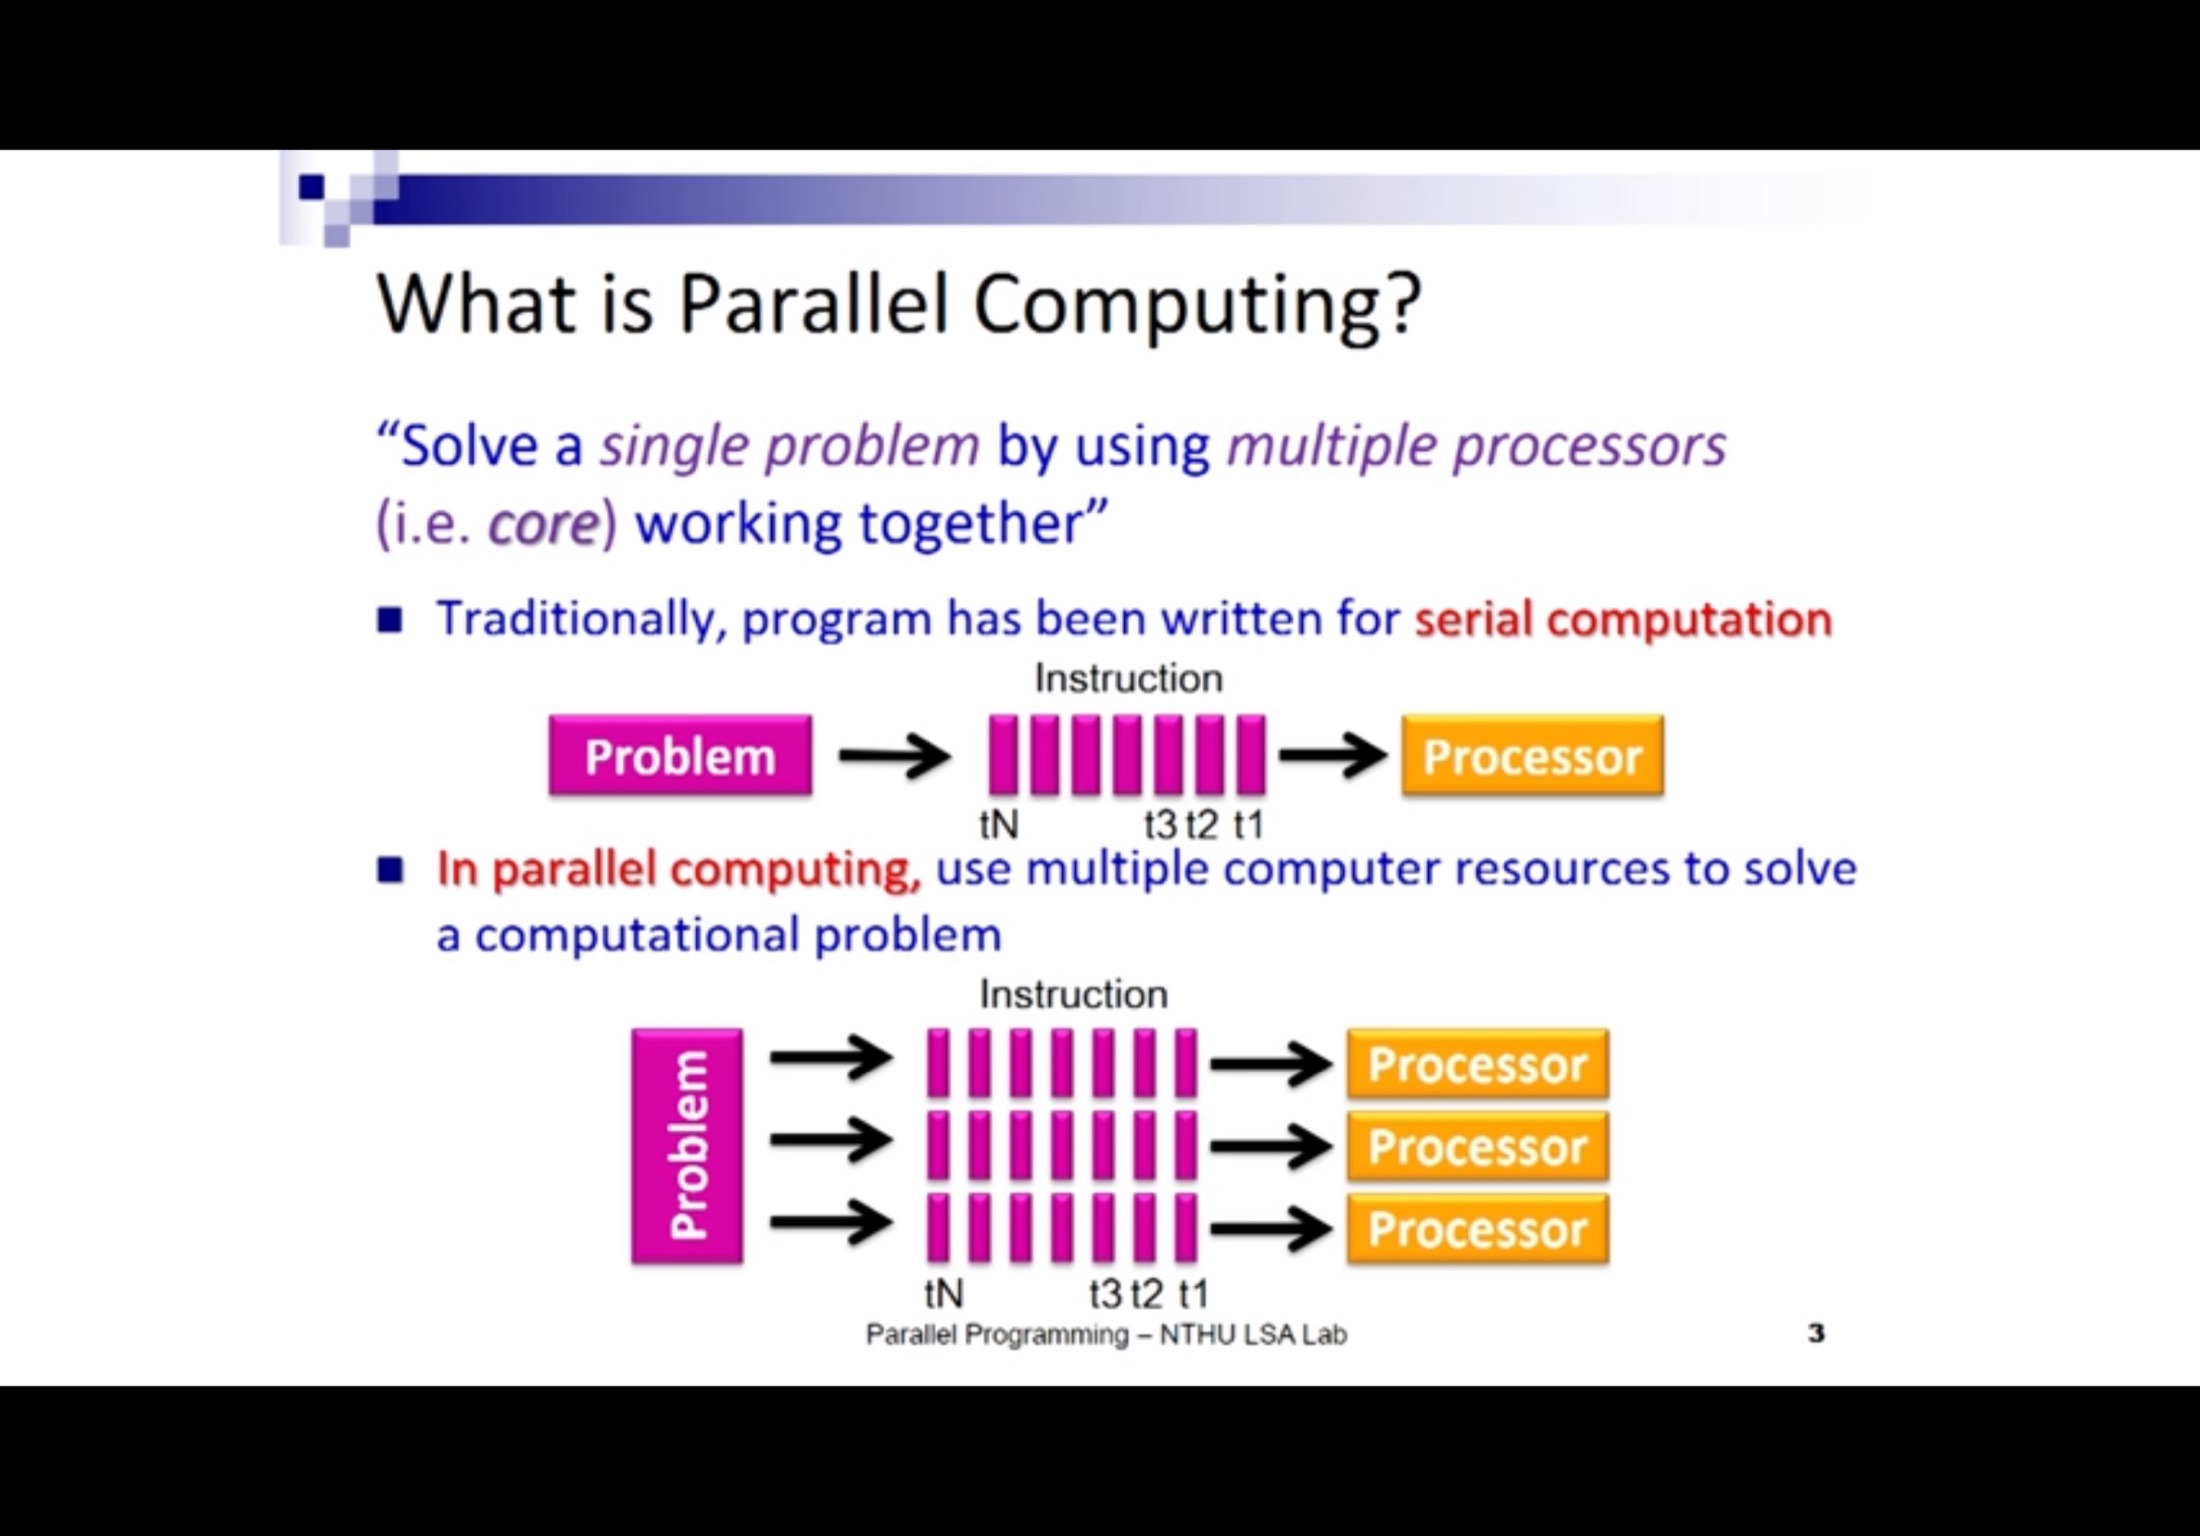 What is Parallel Computing?
“Solve a single problem by using multiple processors
(i.e. core) working together”
Traditionally, program has been written for serial computation
Instruction
Problem
Processor
tN t3 t2 t1
In parallel computing, use multiple computer resources to solve
a computational problem
Instruction
Problem
Processor
Processor
Processor
tN t3 t2 t1
Parallel Programming – NTHU LSA Lab
3